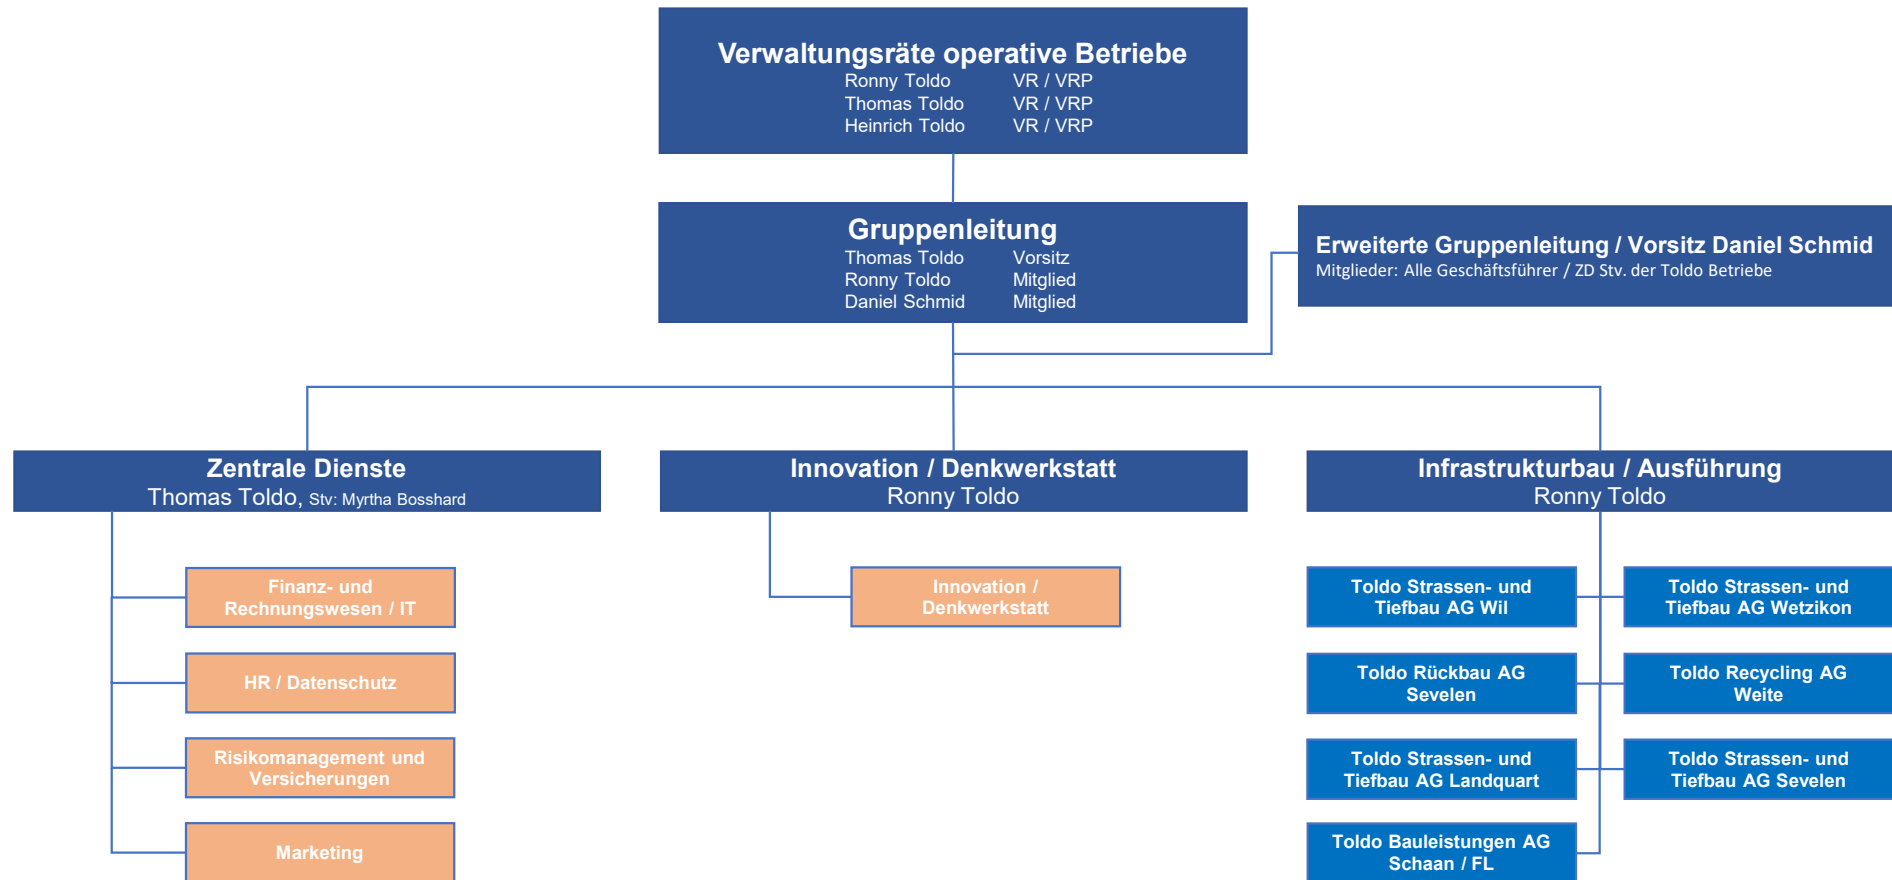 Verwaltungsräte operative Betriebe
Ronny Toldo VR / VRP
Thomas Toldo VR / VRP
Heinrich Toldo VR / VRP
Gruppenleitung
Thomas Toldo Vorsitz
Ronny Toldo Mitglied
Daniel Schmid Mitglied
Erweiterte Gruppenleitung / Vorsitz Daniel Schmid
Mitglieder: Alle Geschäftsführer / ZD Stv. der Toldo Betriebe
Zentrale Dienste
Thomas Toldo, Stv: Myrtha Bosshard
Finanz- und
Rechnungswesen / IT
HR / Datenschutz
Risikomanagement und
Versicherungen
Marketing
Innovation / Denkwerkstatt
Ronny Toldo
Innovation /
Denkwerkstatt
Infrastrukturbau / Ausführung
Ronny Toldo
Toldo Strassen- und
Tiefbau AG Wil
Toldo Strassen- und
Tiefbau AG Wetzikon
Toldo Rückbau AG
Sevelen
Toldo Recycling AG
Weite
Toldo Strassen- und
Tiefbau AG Landquart
Toldo Strassen- und
Tiefbau AG Sevelen
Toldo Bauleistungen AG
Schaan / FL